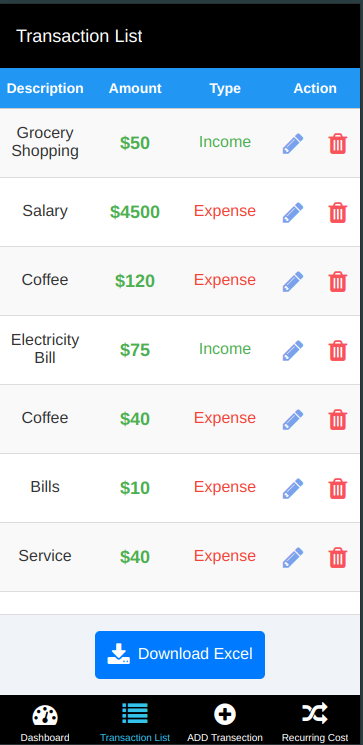 Transaction List
Description Amount Type Action
Grocery
Shopping
$50 Income
Salary $4500 Expense
Coffee $120 Expense
Electricity
Bill
$75 Income
Coffee $40 Expense
Bills $10 Expense
Service $40 Expense
Download Excel
Dashboard Transaction List ADD Transection Recurring Cost